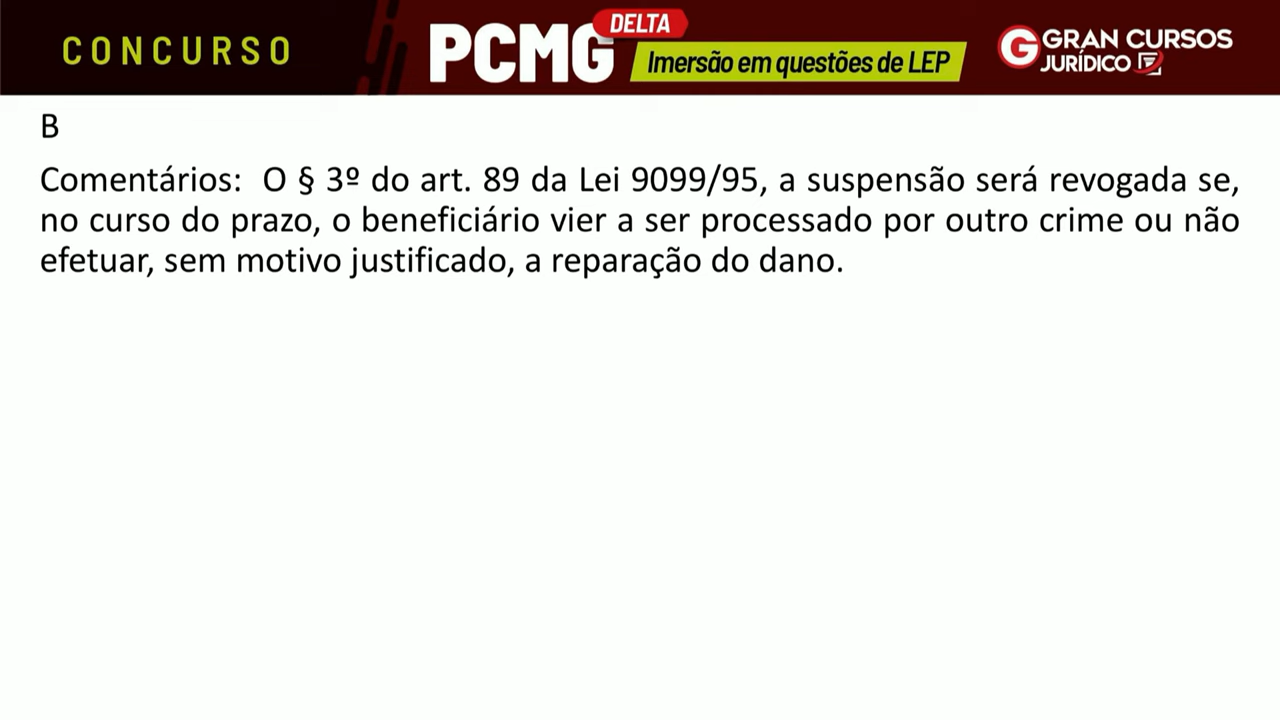 CONCURSO
PCMG
DELTA
Imersão em questões de LEP
G GRAN CURSOS
JURÍDICO
B
Comentários: O § 3º do art. 89 da Lei 9099/95, a suspensão será revogada se,
no curso do prazo, o beneficiário vier a ser processado por outro crime ou não
efetuar, sem motivo justificado, a reparação do dano.